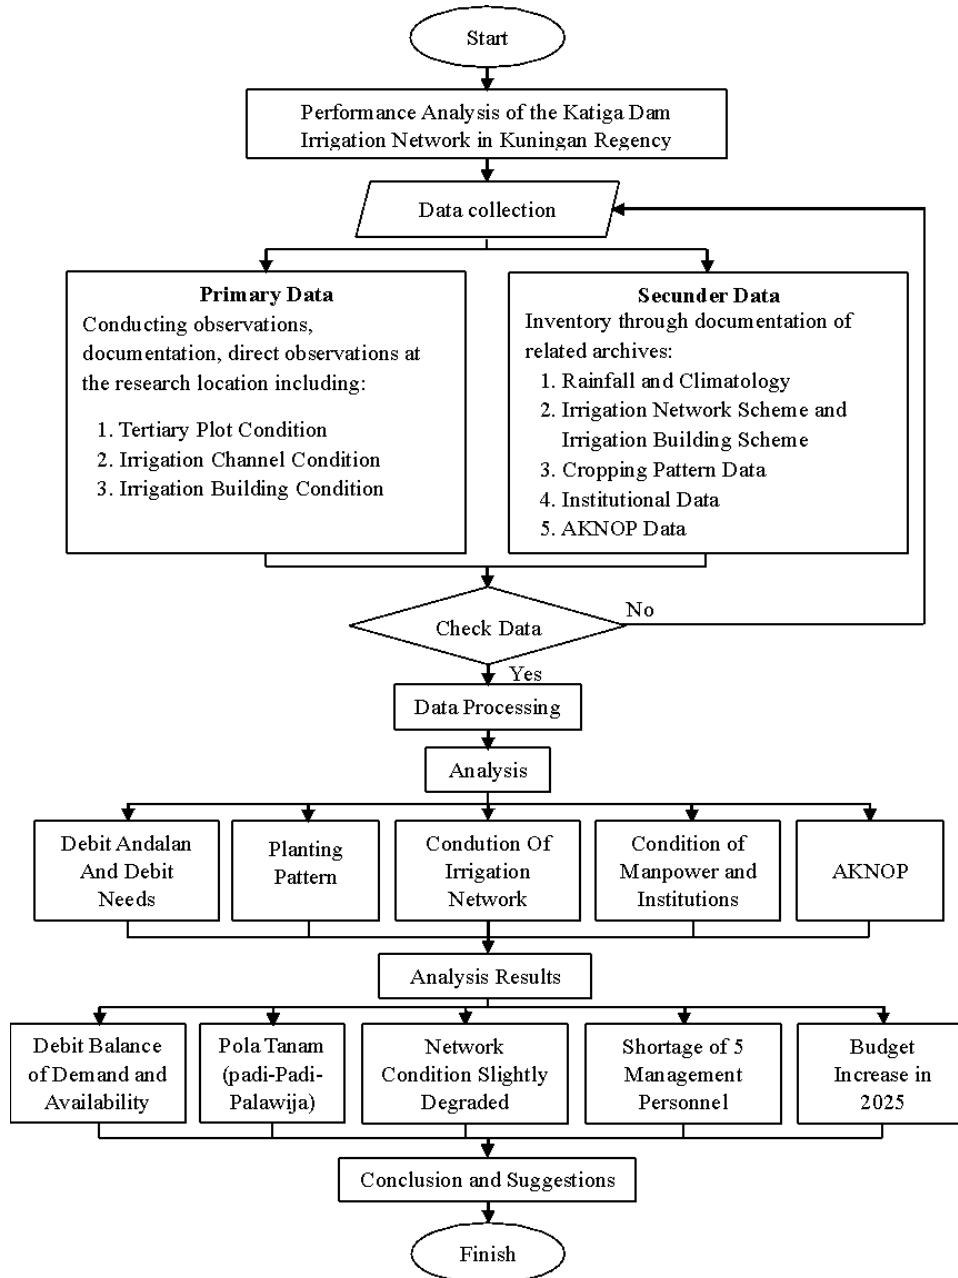 Start
Performance Analysis of the Katiga Dam
Irrigation Network in Kuningan Regency
Data collection
Primary Data
Conducting observations,
documentation, direct observations at
the research location including:
1. Tertiary Plot Condition
2. Irrigation Channel Condition
3. Irrigation Building Condition
Secunder Data
Inventory through documentation of
related archives:
1. Rainfall and Climatology
2. Irrigation Network Scheme and
Irrigation Building Scheme
3. Cropping Pattern Data
4. Institutional Data
5. AKNOP Data
Check Data
No
Yes
Data Processing
Analysis
Debit Andalan
And Debit
Needs
Planting
Pattern
Condution Of
Irrigation
Network
Condition of
Manpower and
Institutions
AKNOP
Analysis Results
Debit Balance
of Demand and
Availability
Pola Tanam
(padi-Padi-
Palawija)
Network
Condition Slightly
Degraded
Shortage of 5
Management
Personnel
Budget
Increase in
2025
Conclusion and Suggestions
Finish